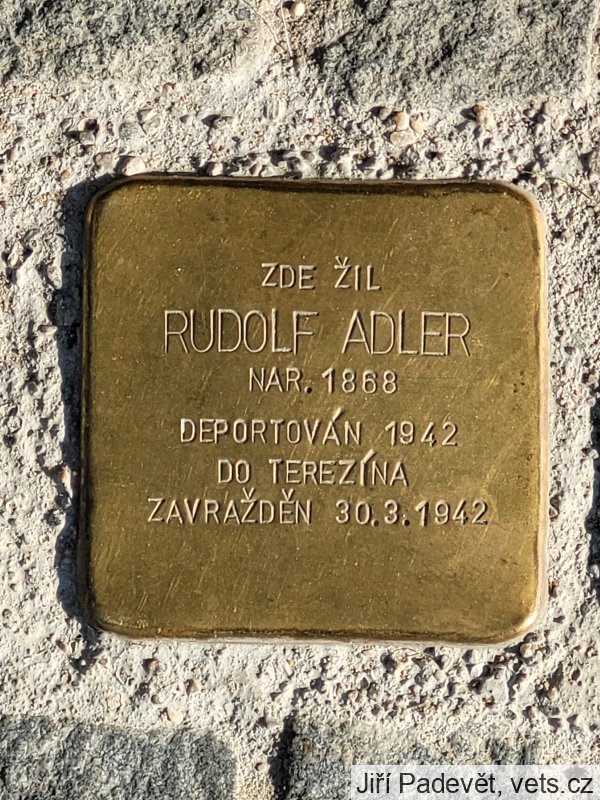 ZDE ŽIL
RUDOLF ADLER
NAR. 1868
DEPORTOVÁN 1942
DO TEREZÍNA
ZAVRAŽDĚN 30.3.1942
Jiří Padevět, vets.cz